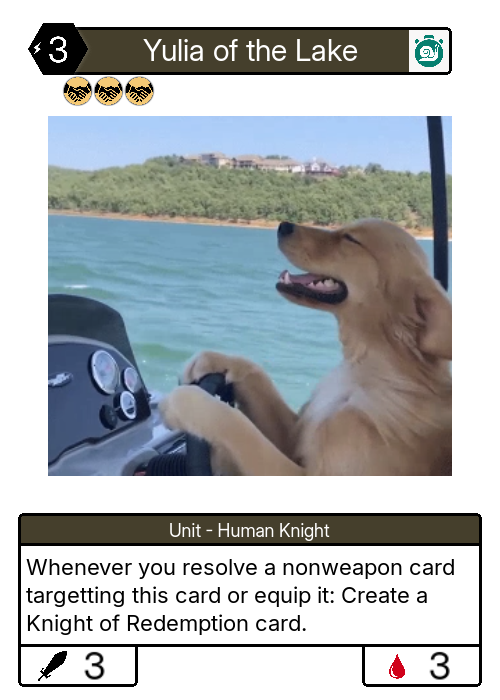 3
Yulia of the Lake
Unit - Human Knight
Whenever you resolve a nonweapon card
targetting this card or equip it: Create a
Knight of Redemption card.
3
3